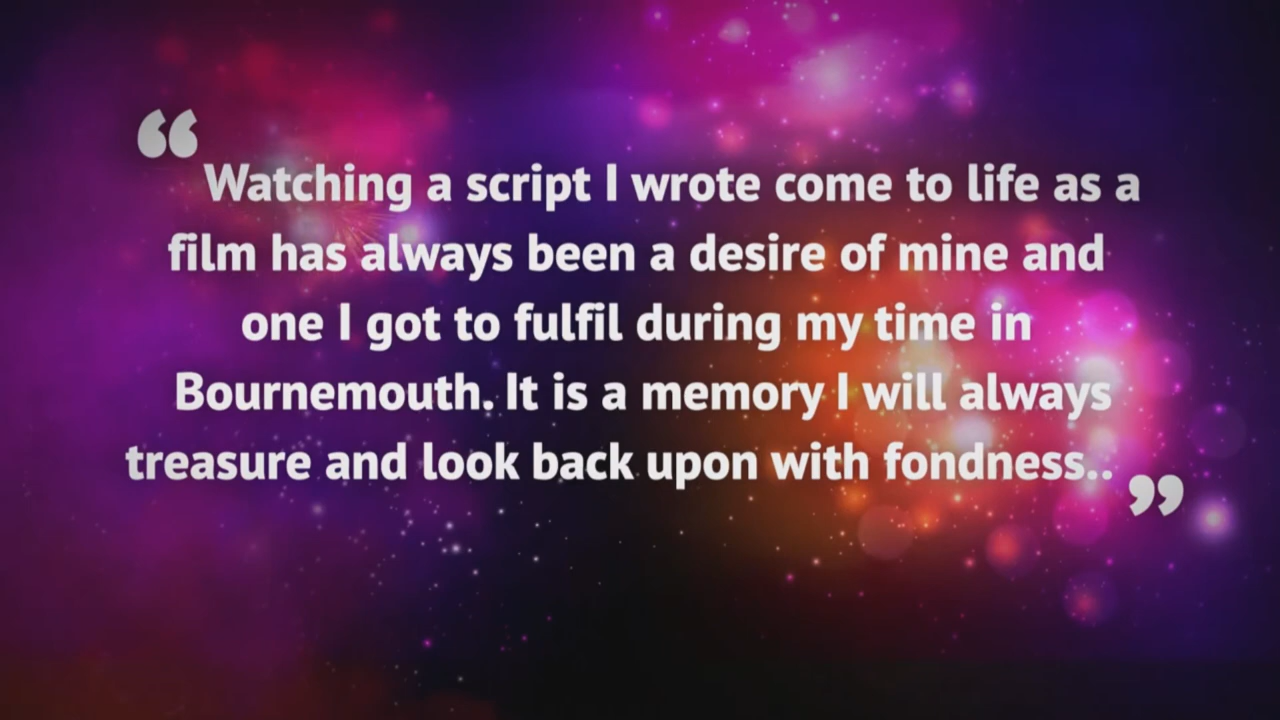 “Watching a script I wrote come to life as a
film has always been a desire of mine and
one I got to fulfil during my time in
Bournemouth. It is a memory I will always
treasure and look back upon with fondness..”